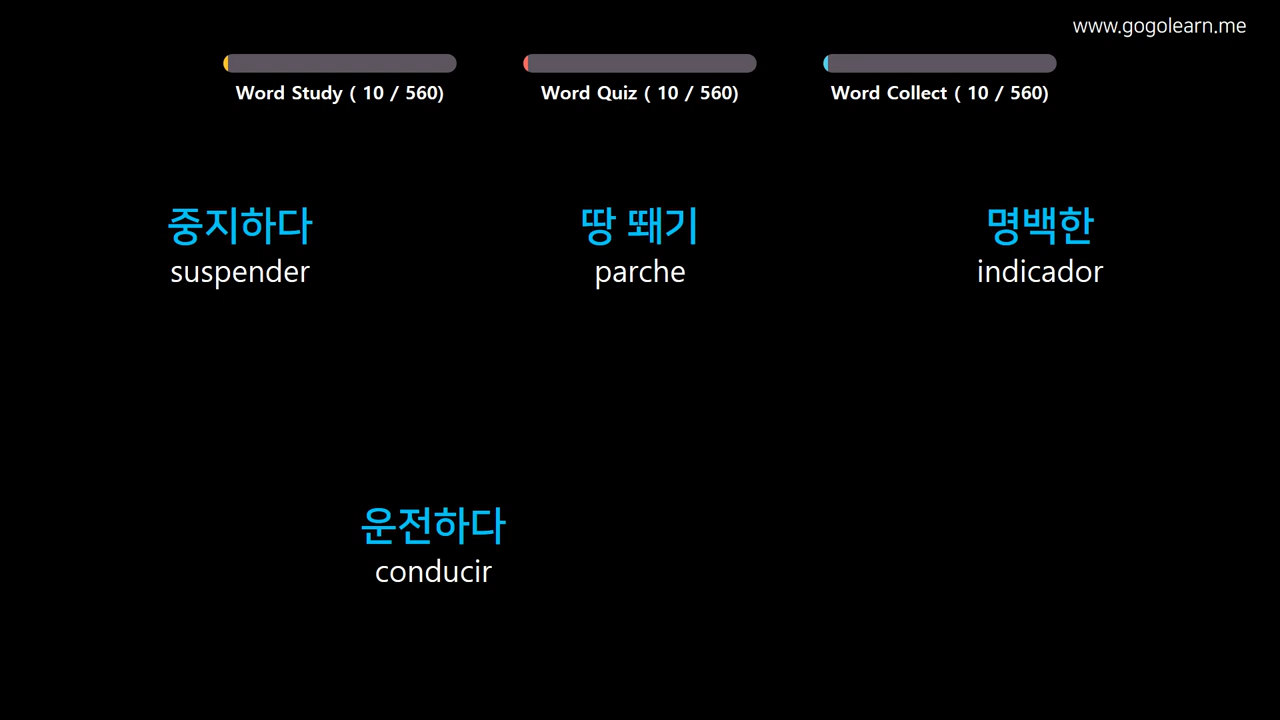 www.gogolearn.me
Word Study ( 10 / 560)
Word Quiz ( 10 / 560)
Word Collect ( 10 / 560)
중지하다
suspender
땅 뙈기
parche
명백한
indicador
운전하다
conducir